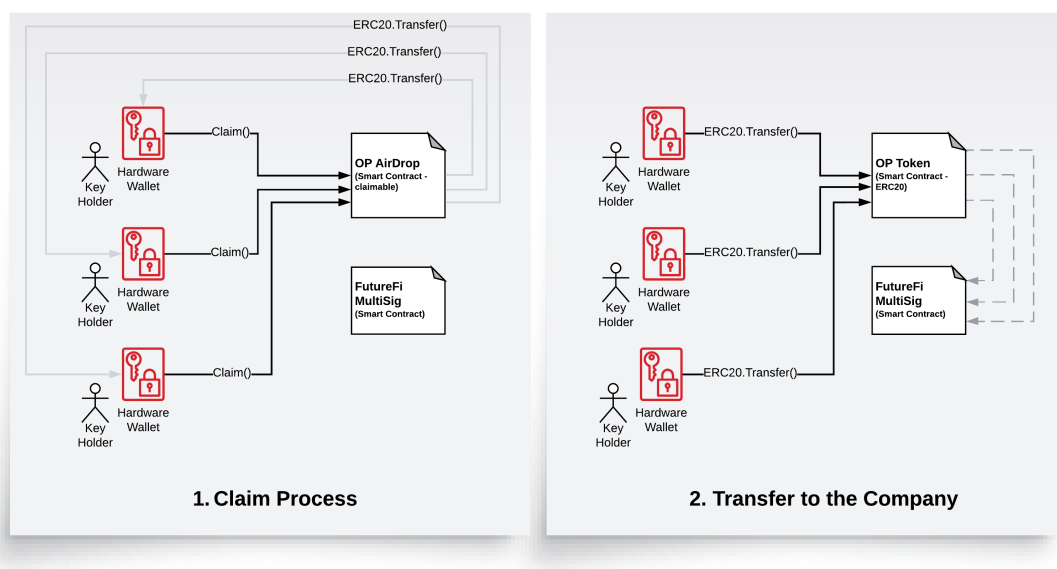 ERC20.Transfer()
ERC20.Transfer()
ERC20.Transfer()
Claim()
Key
Holder
Hardware
Wallet
OP AirDrop
(Smart Contract -
claimable)
Claim()
Key
Holder
Hardware
Wallet
FutureFi
MultiSig
(Smart Contract)
Claim()
Key
Holder
Hardware
Wallet
1. Claim Process
ERC20.Transfer()
Key
Holder
Hardware
Wallet
OP Token
(Smart Contract -
ERC20)
ERC20.Transfer()
Key
Holder
Hardware
Wallet
FutureFi
MultiSig
(Smart Contract)
ERC20.Transfer()
Key
Holder
Hardware
Wallet
2. Transfer to the Company